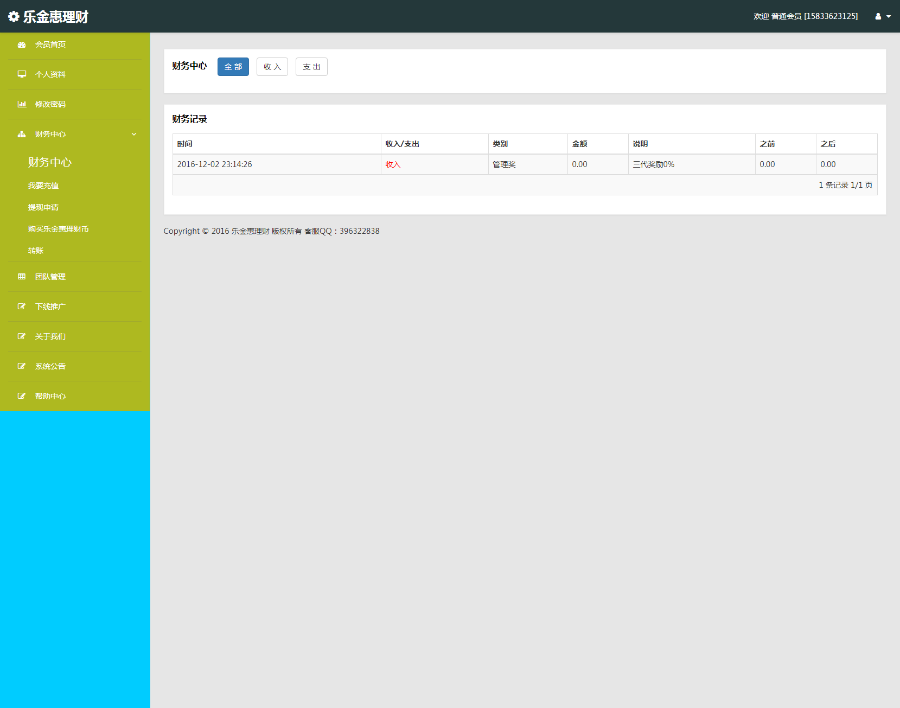 乐金惠理财
欢迎 普通会员 [15833623125]
会员首页
个人资料
修改密码
财务中心
财务中心
我要充值
提现申请
购买乐金惠理财币
转账
团队管理
下线推广
关于我们
系统公告
帮助中心
财务中心 全 部 收 入 支 出
财务记录
时间 收入/支出 类别 金额 说明 之前 之后
2016-12-02 23:14:26 收入 管理奖 0.00 三代奖励0% 0.00 0.00
1 条记录 1/1 页
Copyright © 2016 乐金惠理财 版权所有 客服QQ：396322838